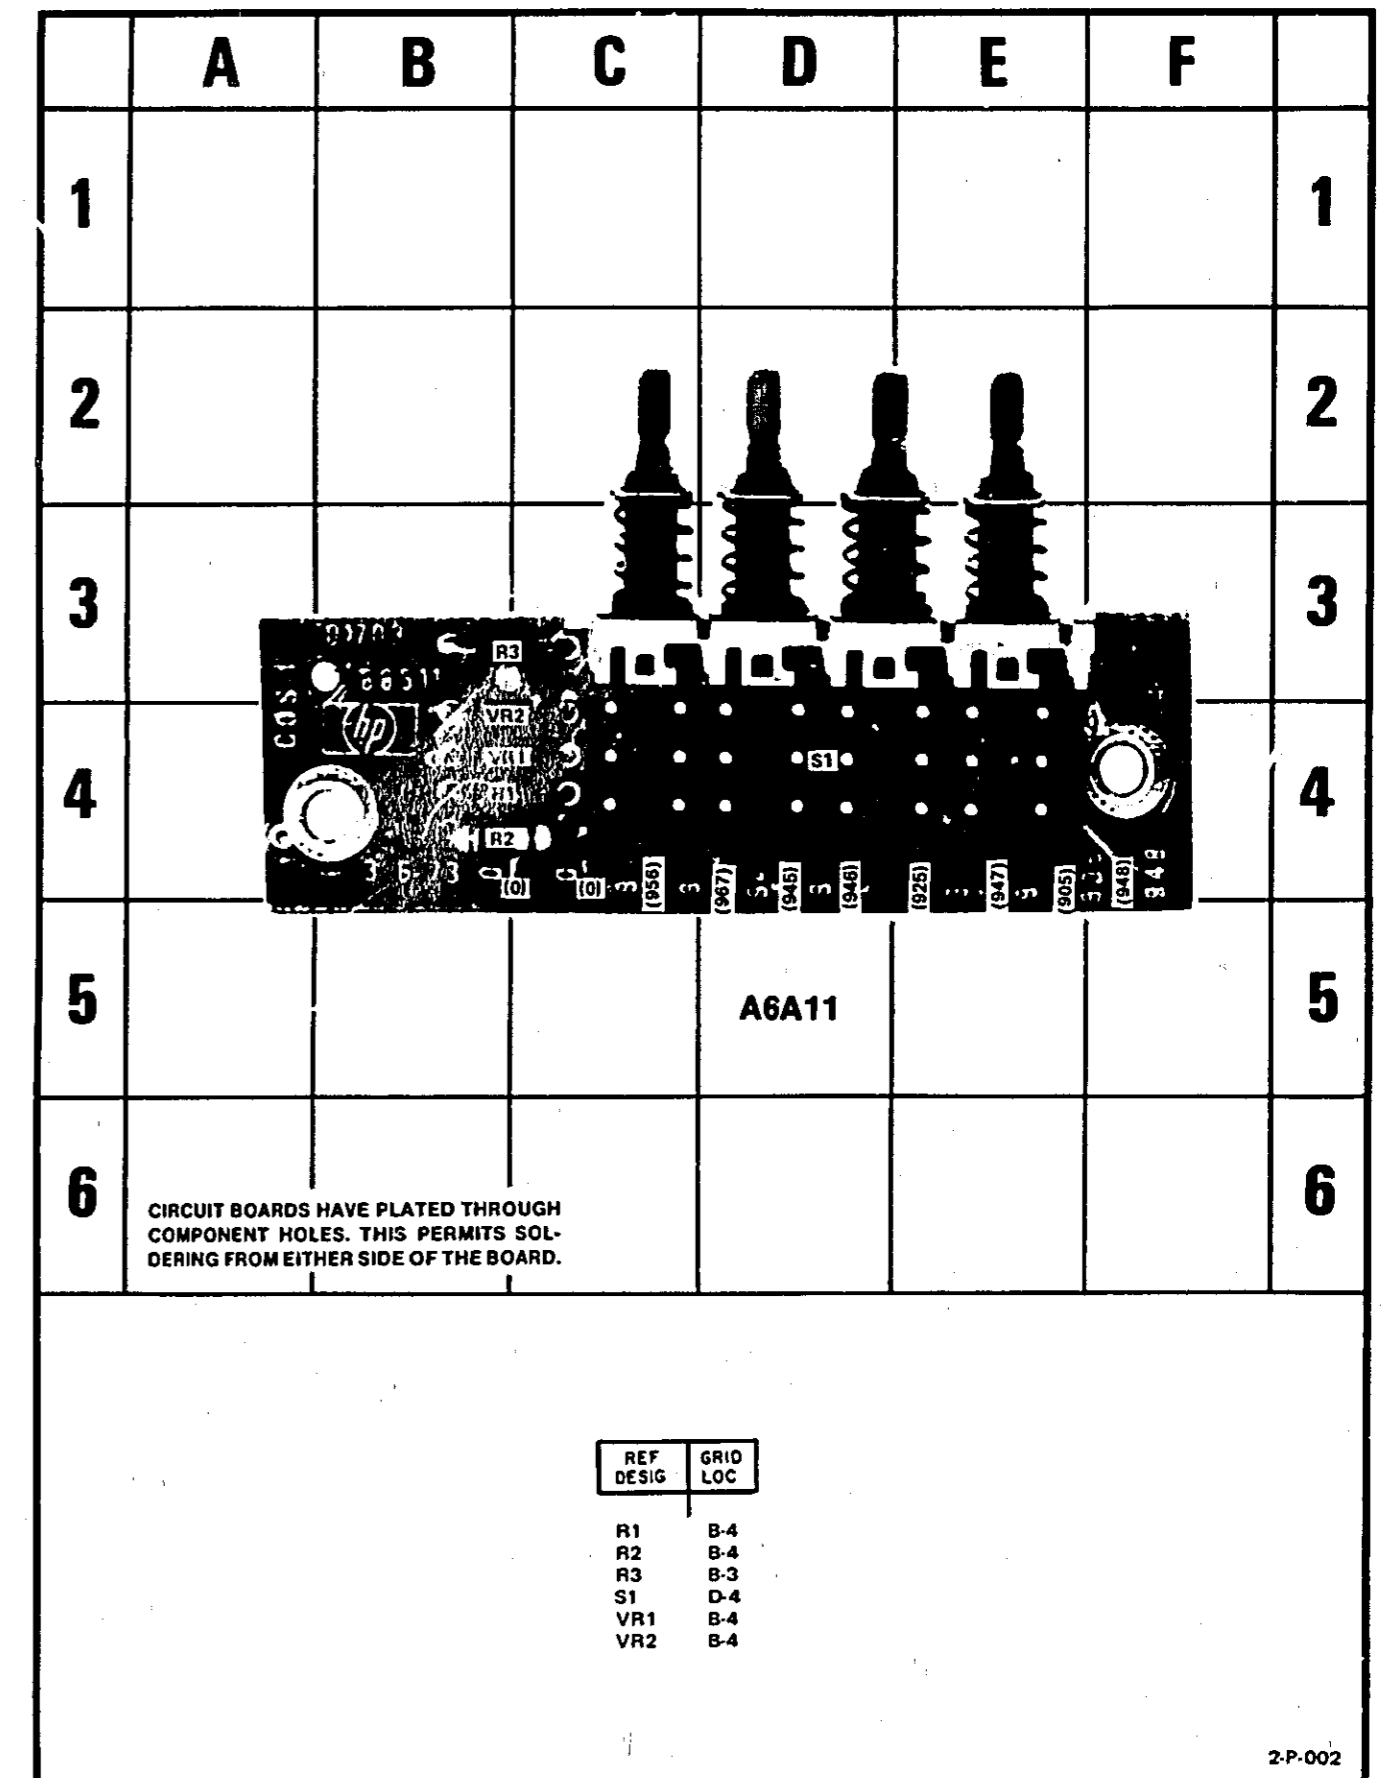 A B C D E F
1 1
2 2
3 3
R3
VR2
hp
VR1
S1
4 4
R2
(0) (0) (956) (967) (945) (946) (925) (947) (905) (948)
5 A6A11 5
6 6
CIRCUIT BOARDS HAVE PLATED THROUGH
COMPONENT HOLES. THIS PERMITS SOL-
DERING FROM EITHER SIDE OF THE BOARD.
REF DESIG GRID LOC
R1 B-4
R2 B-4
R3 B-3
S1 D-4
VR1 B-4
VR2 B-4
2-P-002